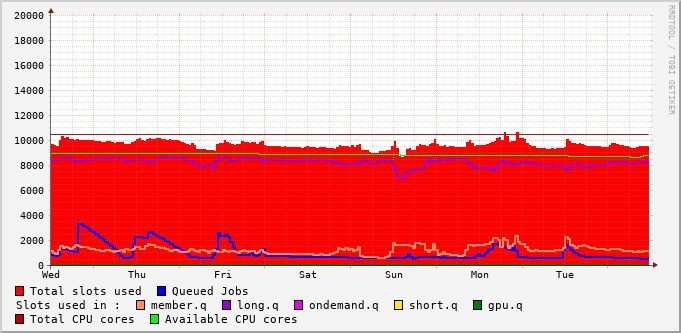 20000
18000
16000
14000
12000
10000
8000
6000
4000
2000
0
Wed Thu Fri Sat Sun Mon Tue
RRDTOOL / TOBI OETIKER
Total slots used Queued Jobs
Slots used in : member.q long.q ondemand.q short.q gpu.q
Total CPU cores Available CPU cores